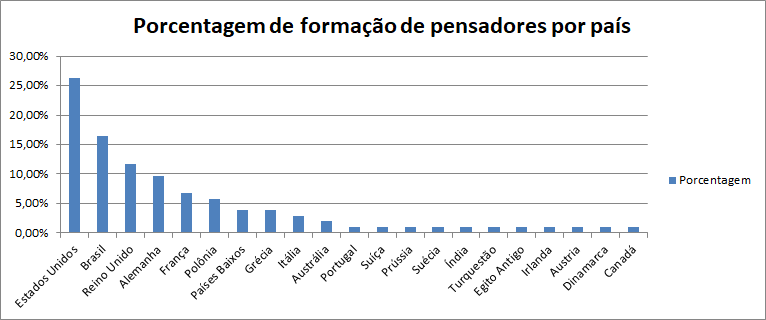 Porcentagem de formação de pensadores por país
30,00%
25,00%
20,00%
15,00%
10,00%
5,00%
0,00%
Estados Unidos
Brasil
Reino Unido
Alemanha
França
Polônia
Países Baixos
Grécia
Itália
Austrália
Portugal
Suíça
Prússia
Suécia
Índia
Turquestão
Egito Antigo
Irlanda
Austria
Dinamarca
Canadá
Porcentagem